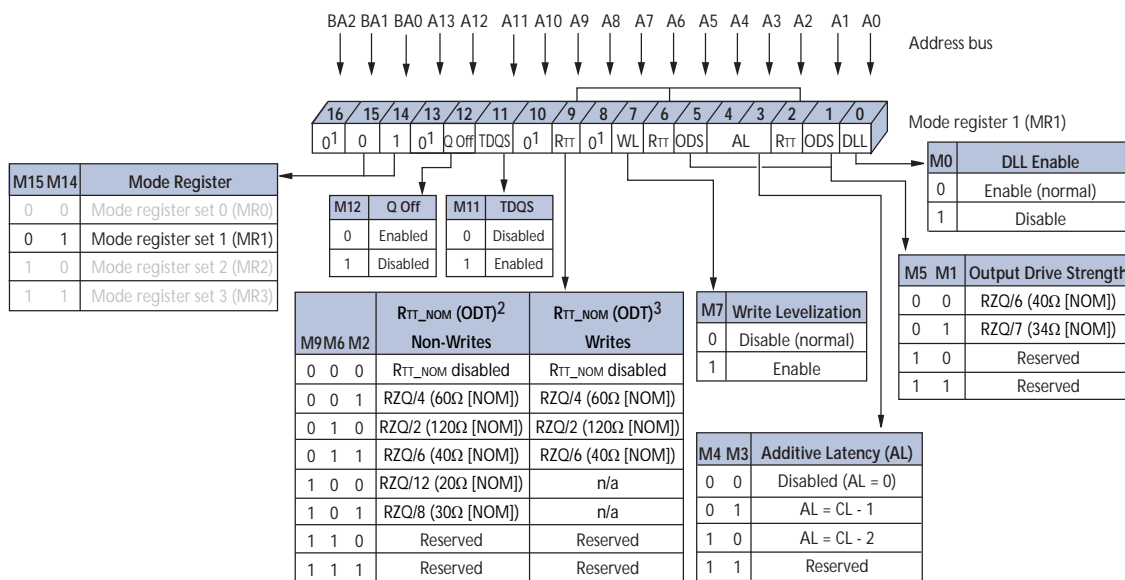 BA2 BA1 BA0 A13 A12 A11 A10 A9 A8 A7 A6 A5 A4 A3 A2 A1 A0
Address bus
16 15 14 13 12 11 10 9 8 7 6 5 4 3 2 1 0
0¹ 0 1 0¹ Q Off TDQS 0¹ RTT 0¹ WL RTT ODS AL RTT ODS DLL
Mode register 1 (MR1)
M15 M14 Mode Register
0 0 Mode register set 0 (MR0)
0 1 Mode register set 1 (MR1)
1 0 Mode register set 2 (MR2)
1 1 Mode register set 3 (MR3)
M12 Q Off
0 Enabled
1 Disabled
M11 TDQS
0 Disabled
1 Enabled
M0 DLL Enable
0 Enable (normal)
1 Disable
M5 M1 Output Drive Strength
0 0 RZQ/6 (40Ω [NOM])
0 1 RZQ/7 (34Ω [NOM])
1 0 Reserved
1 1 Reserved
RTT_NOM (ODT)² RTT_NOM (ODT)³
M9 M6 M2 Non-Writes Writes
0 0 0 RTT_NOM disabled RTT_NOM disabled
0 0 1 RZQ/4 (60Ω [NOM]) RZQ/4 (60Ω [NOM])
0 1 0 RZQ/2 (120Ω [NOM]) RZQ/2 (120Ω [NOM])
0 1 1 RZQ/6 (40Ω [NOM]) RZQ/6 (40Ω [NOM])
1 0 0 RZQ/12 (20Ω [NOM]) n/a
1 0 1 RZQ/8 (30Ω [NOM]) n/a
1 1 0 Reserved Reserved
1 1 1 Reserved Reserved
M7 Write Levelization
0 Disable (normal)
1 Enable
M4 M3 Additive Latency (AL)
0 0 Disabled (AL = 0)
0 1 AL = CL - 1
1 0 AL = CL - 2
1 1 Reserved